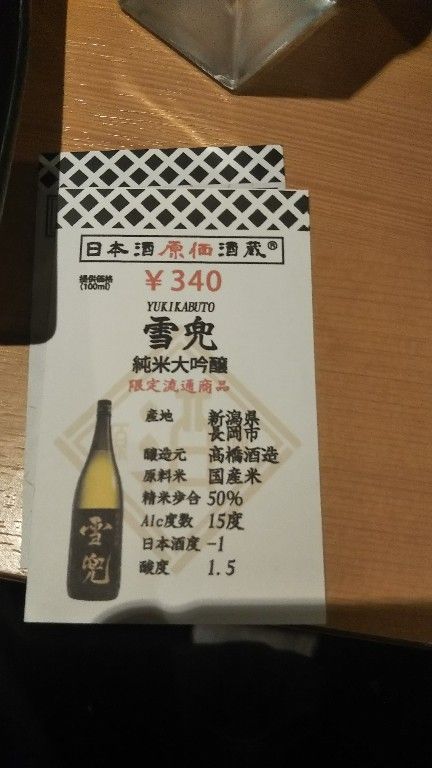 日本酒原価酒蔵®
提供価格
(100ml)
￥340
YUKIKABUTO
雪兜
純米大吟醸
限定流通商品
産地 新潟県
長岡市
醸造元 高橋酒造
原料米 国産米
精米歩合 50%
Alc度数 15度
日本酒度 -1
酸度 1.5
雪兜